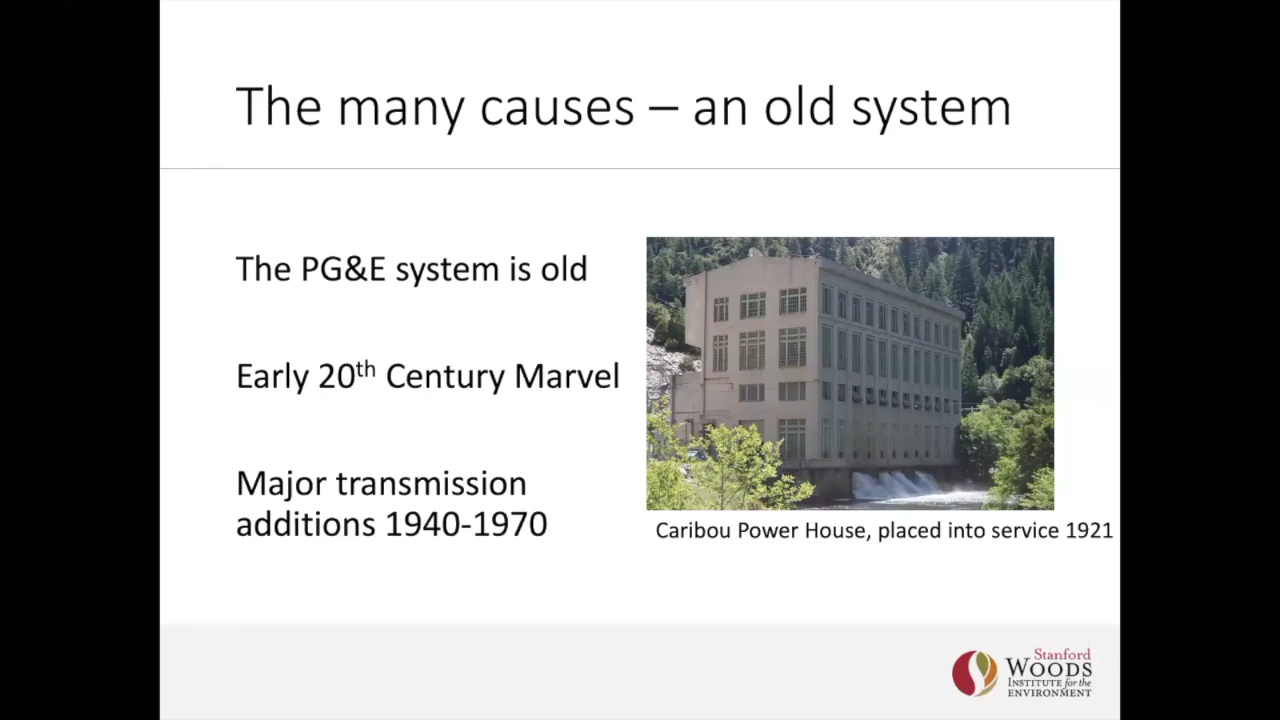 The many causes – an old system
The PG&E system is old
Early 20th Century Marvel
Major transmission
additions 1940-1970
Caribou Power House, placed into service 1921
Stanford
WOODS
INSTITUTE for the
ENVIRONMENT